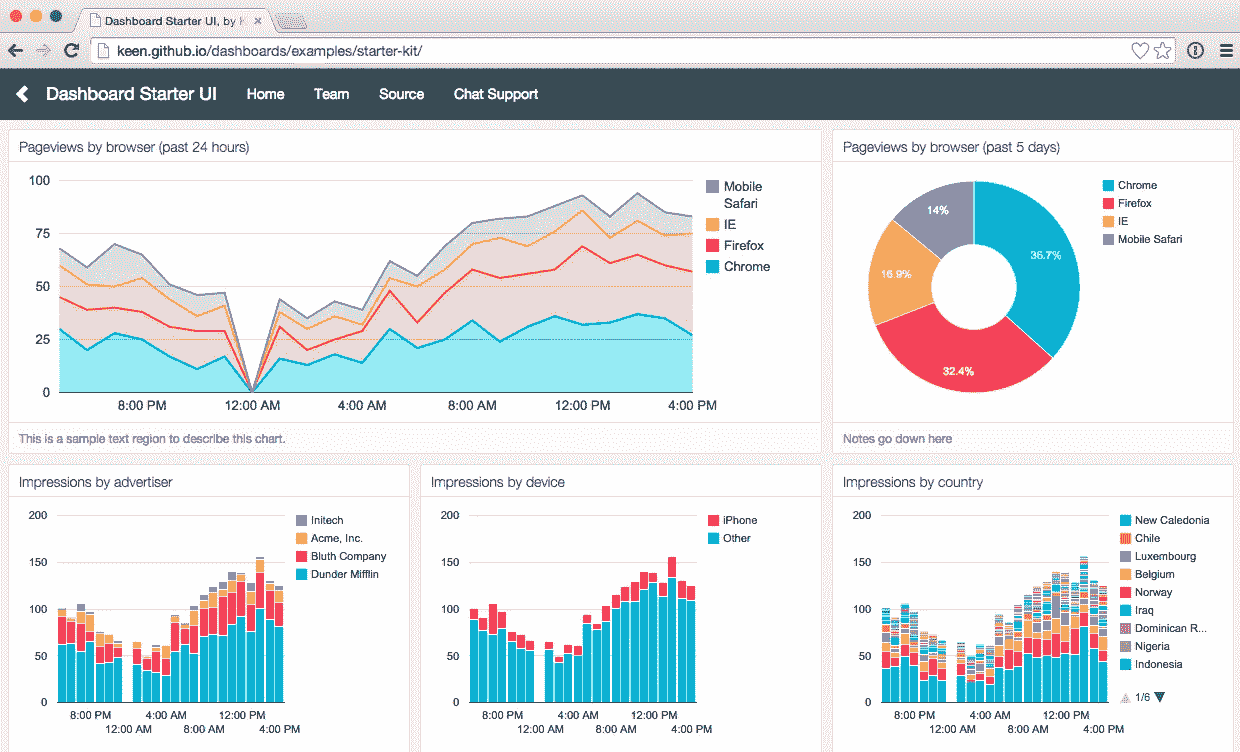 Dashboard Starter UI, by
keen.github.io/dashboards/examples/starter-kit/
Dashboard Starter UI Home Team Source Chat Support
Pageviews by browser (past 24 hours)
100
75
50
25
0
8:00 PM 12:00 AM 4:00 AM 8:00 AM 12:00 PM 4:00 PM
Mobile
Safari
IE
Firefox
Chrome
This is a sample text region to describe this chart.
Pageviews by browser (past 5 days)
14%
36.7%
16.9%
32.4%
Chrome
Firefox
IE
Mobile Safari
Notes go down here
Impressions by advertiser
200
150
100
50
0
8:00 PM 4:00 AM 12:00 PM
12:00 AM 8:00 AM 4:00 PM
Initech
Acme, Inc.
Bluth Company
Dunder Mifflin
Impressions by device
200
150
100
50
0
8:00 PM 4:00 AM 12:00 PM
12:00 AM 8:00 AM 4:00 PM
iPhone
Other
Impressions by country
200
150
100
50
0
8:00 PM 4:00 AM 12:00 PM
12:00 AM 8:00 AM 4:00 PM
New Caledonia
Chile
Luxembourg
Belgium
Norway
Iraq
Dominican R...
Nigeria
Indonesia
1/6